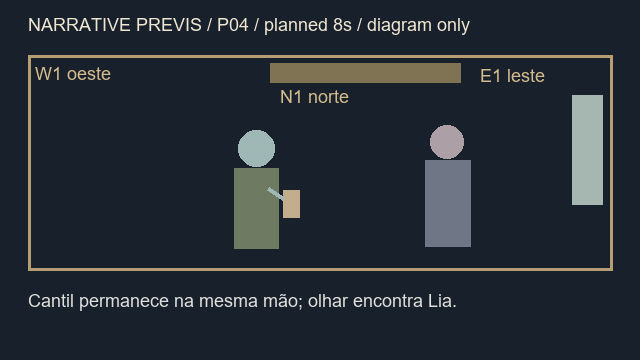 NARRATIVE PREVIS / P04 / planned 8s / diagram only
W1 oeste
E1 leste
N1 norte
Cantil permanece na mesma mão; olhar encontra Lia.